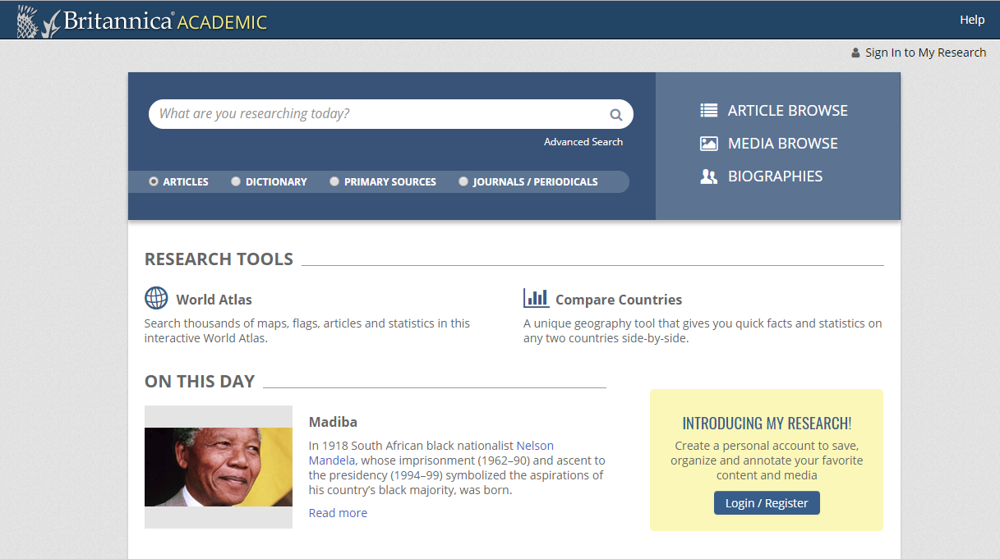 Britannica® ACADEMIC
Help
Sign In to My Research
What are you researching today?
Advanced Search
ARTICLES
DICTIONARY
PRIMARY SOURCES
JOURNALS / PERIODICALS
ARTICLE BROWSE
MEDIA BROWSE
BIOGRAPHIES
RESEARCH TOOLS
World Atlas
Search thousands of maps, flags, articles and statistics in this
interactive World Atlas.
Compare Countries
A unique geography tool that gives you quick facts and statistics on
any two countries side-by-side.
ON THIS DAY
Madiba
In 1918 South African black nationalist Nelson
Mandela, whose imprisonment (1962–90) and ascent to
the presidency (1994–99) symbolized the aspirations of
his country’s black majority, was born.
Read more
INTRODUCING MY RESEARCH!
Create a personal account to save,
organize and annotate your favorite
content and media
Login / Register